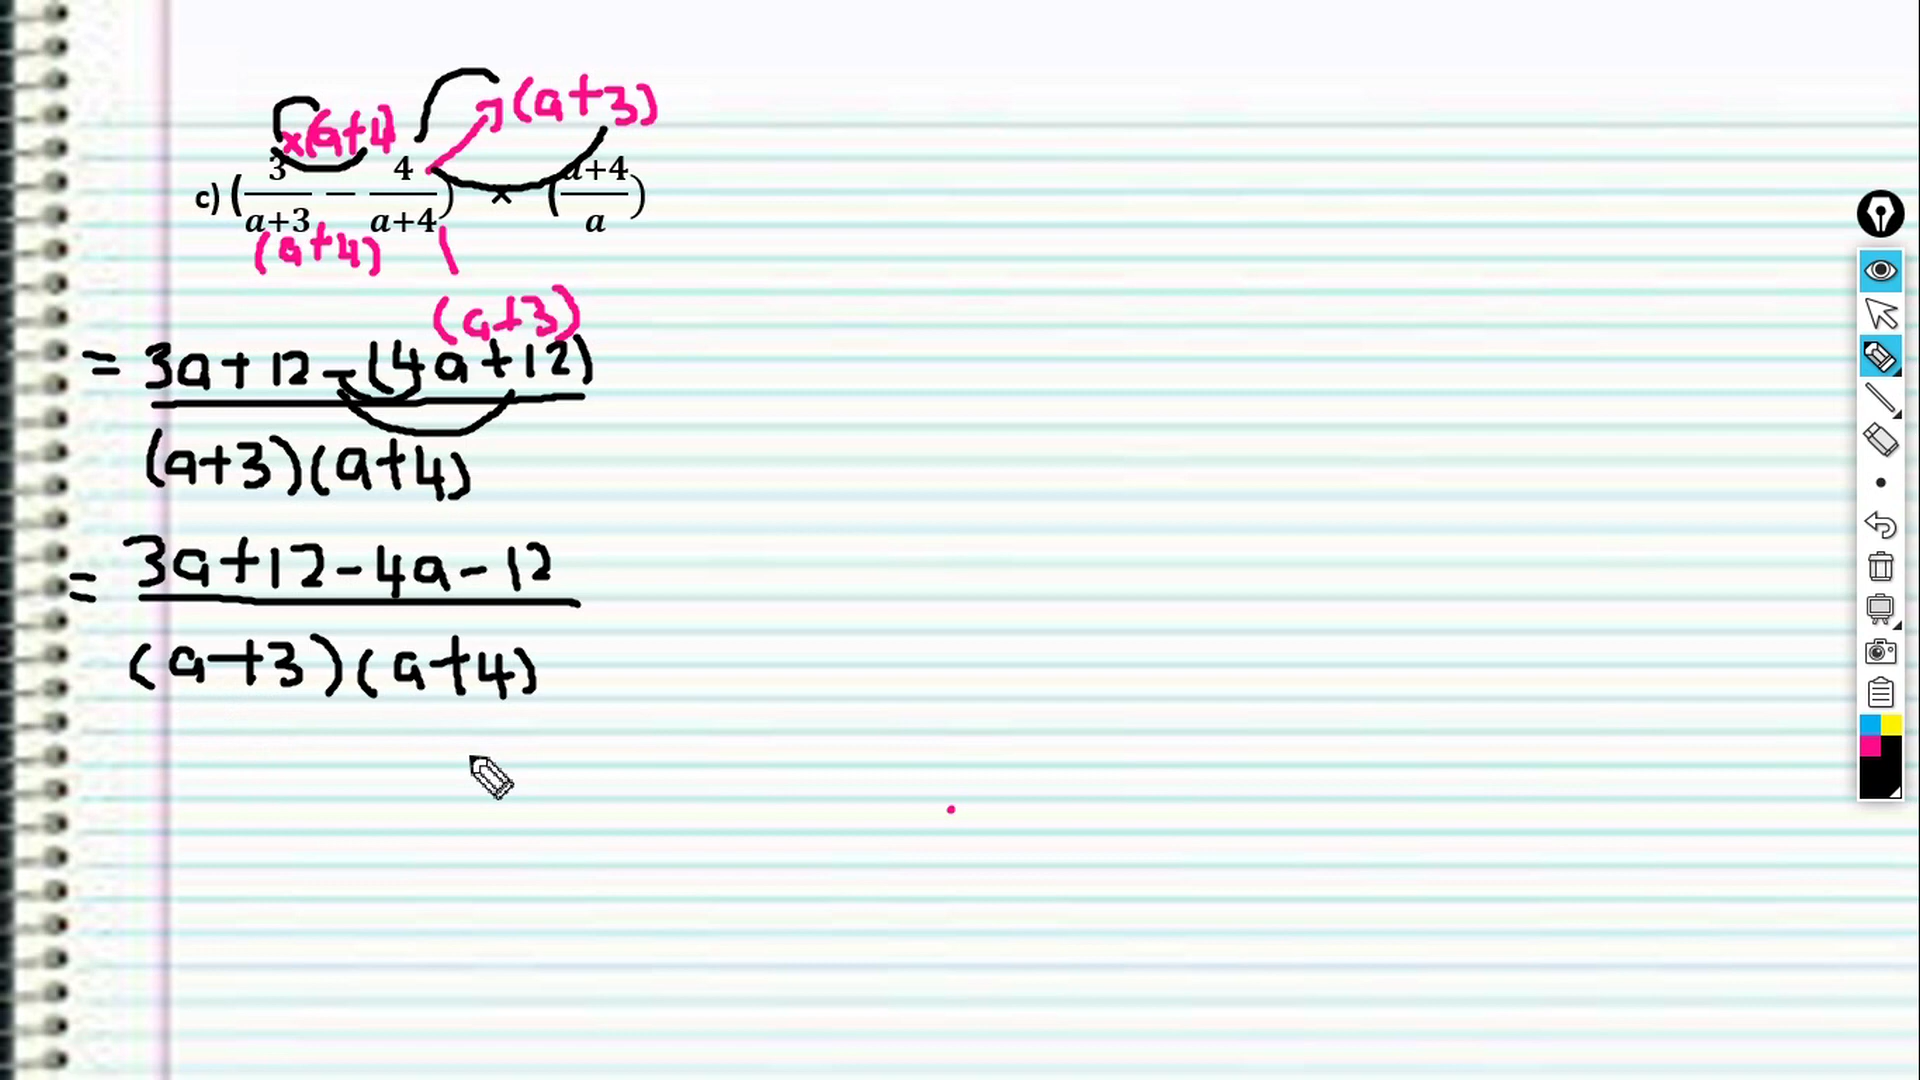 ×(a+4) (a+3)
c) (3/a+3 − 4/a+4) × (a+4/a)
(a+4) (a+3)
= 3a+12-(4a+12)
(a+3)(a+4)
= 3a+12-4a-12
(a+3)(a+4)